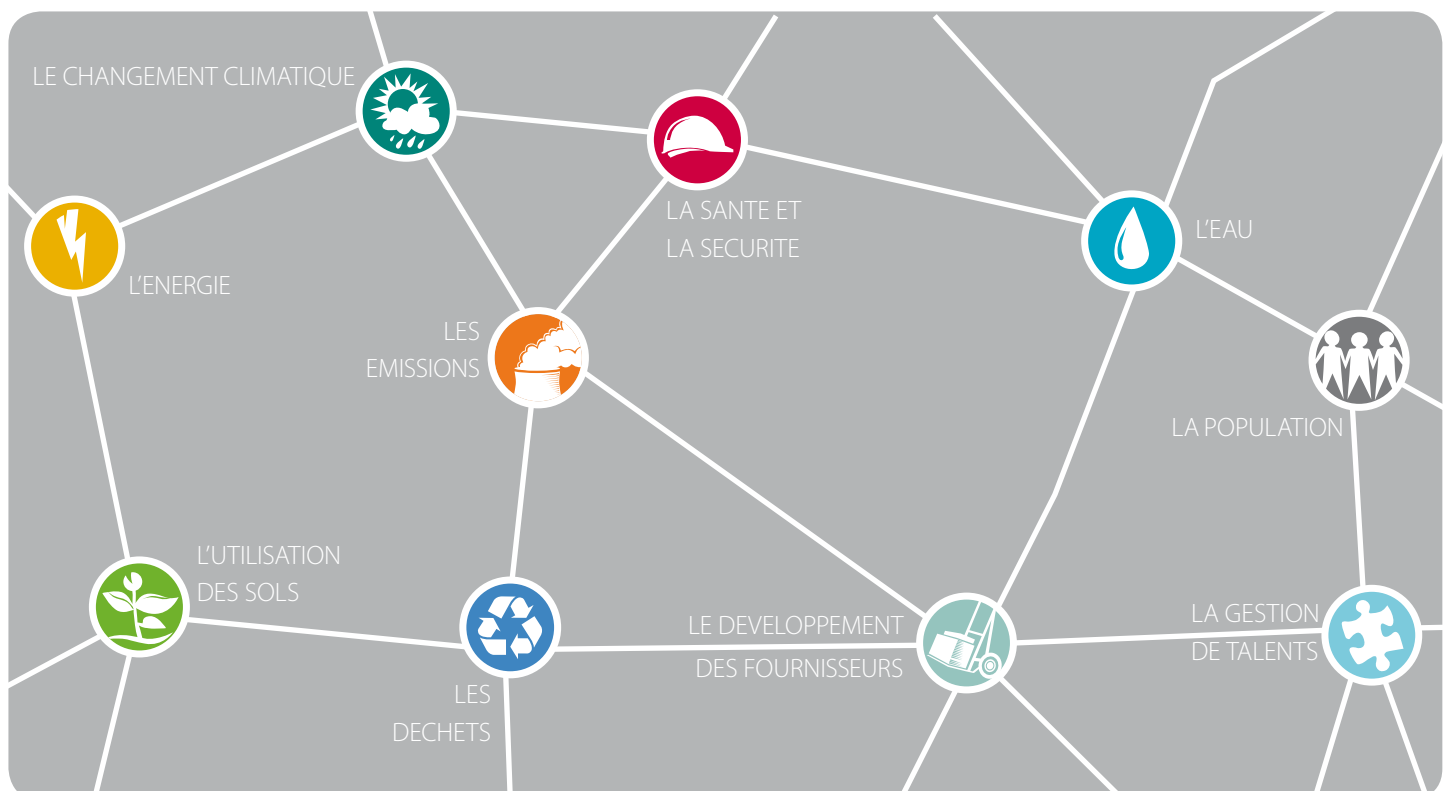 LE CHANGEMENT CLIMATIQUE
LA SANTE ET
LA SECURITE
L'EAU
L'ENERGIE
LES
EMISSIONS
LA POPULATION
L'UTILISATION
DES SOLS
LE DEVELOPPEMENT
DES FOURNISSEURS
LA GESTION
DE TALENTS
LES
DECHETS